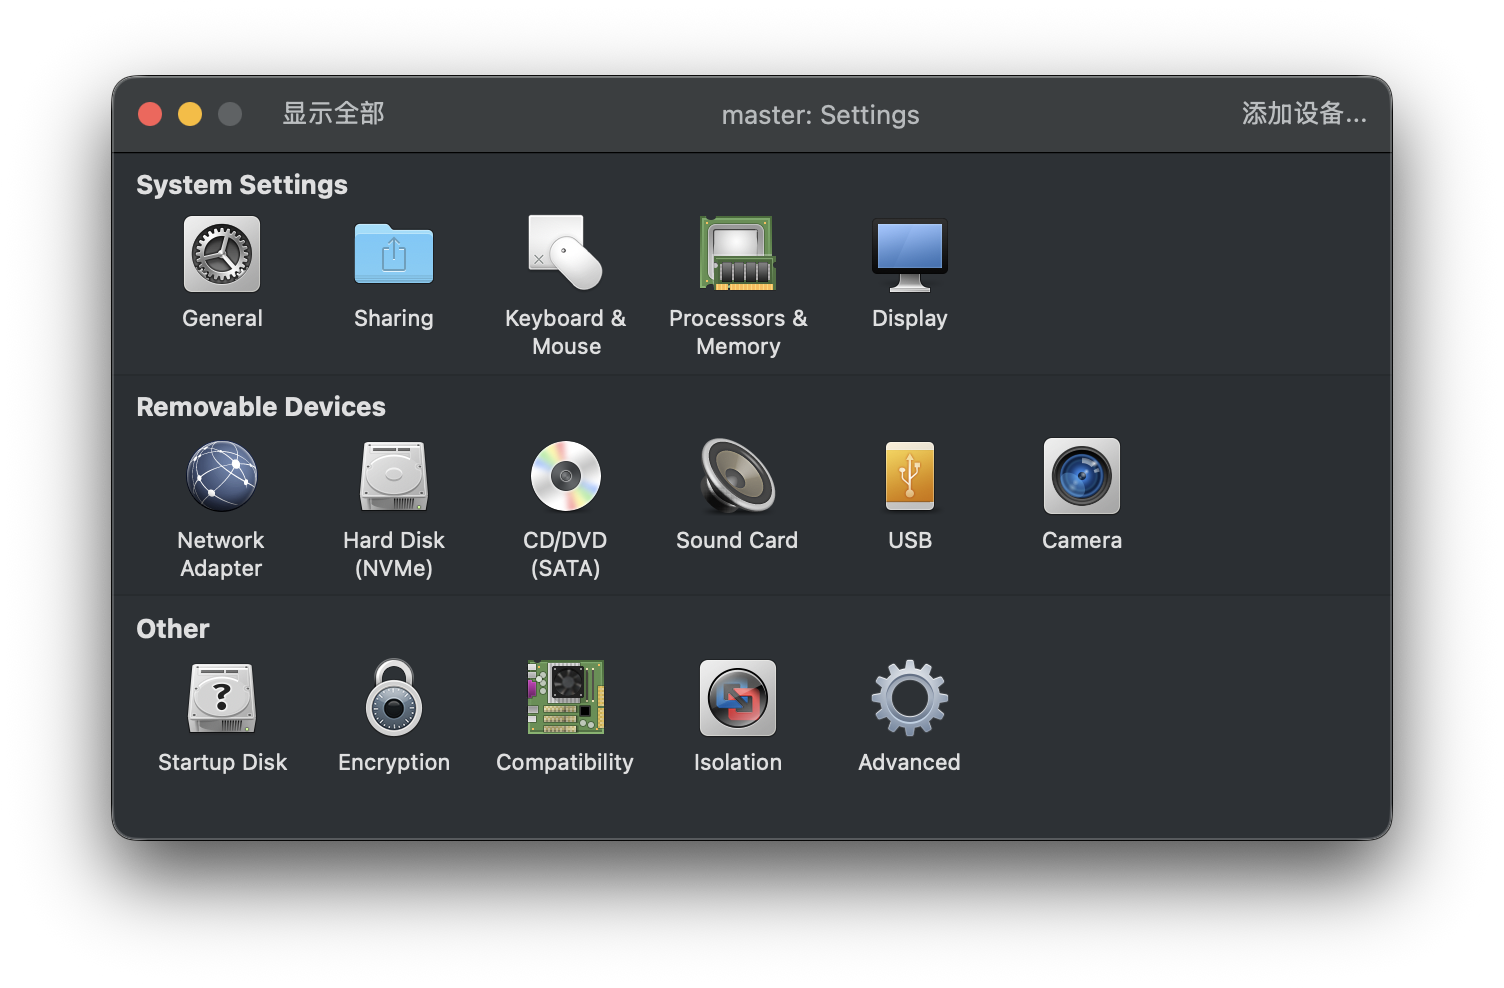 显示全部
master: Settings
添加设备...
System Settings
General
Sharing
Keyboard &
Mouse
Processors &
Memory
Display
Removable Devices
Network
Adapter
Hard Disk
(NVMe)
CD/DVD
(SATA)
Sound Card
USB
Camera
Other
?
Startup Disk
Encryption
Compatibility
Isolation
Advanced